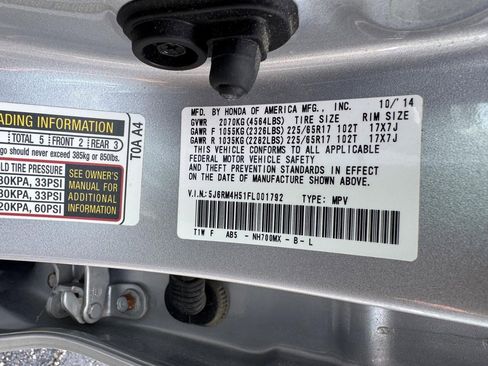 MFD. BY HONDA OF AMERICA MFG., INC. 10/14
GVWR 2070KG(4564LBS) TIRE SIZE RIM SIZE
GAWR F 1055KG(2326LBS) 225/65R17 102T 17X7J
GAWR R 1035KG(2282LBS) 225/65R17 102T 17X7J
THIS VEHICLE CONFORMS TO ALL APPLICABLE
FEDERAL MOTOR VEHICLE SAFETY
AND THEFT PREVENTION STANDARDS IN EFFECT
ON THE DATE OF MANUFACTURE SHOWN ABOVE.
V.I.N.: 5J6RM4H51FL001792 TYPE: MPV
T1W F AB5 - NH700MX - B - L
ADING INFORMATION
TOTAL 5 FRONT 2 REAR 3
go should never exceed 385kg or 850lbs.
tire pressure
30KPA, 33PSI
30KPA, 33PSI
20KPA, 60PSI
SEE OWNER'S
MANUAL FOR
ADDITIONAL
INFORMATION
T0A A4